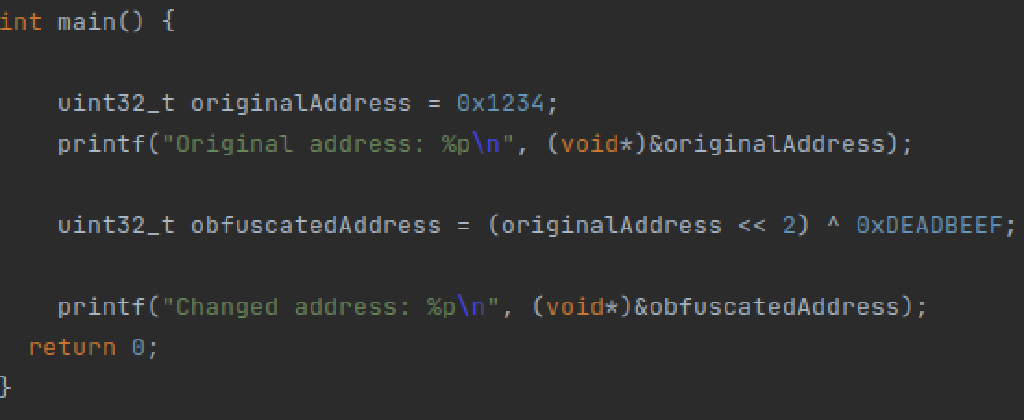 int main() {
    uint32_t originalAddress = 0x1234;
    printf("Original address: %p\n", (void*)&originalAddress);
    uint32_t obfuscatedAddress = (originalAddress << 2) ^ 0xDEADBEEF;
    printf("Changed address: %p\n", (void*)&obfuscatedAddress);
  return 0;
}